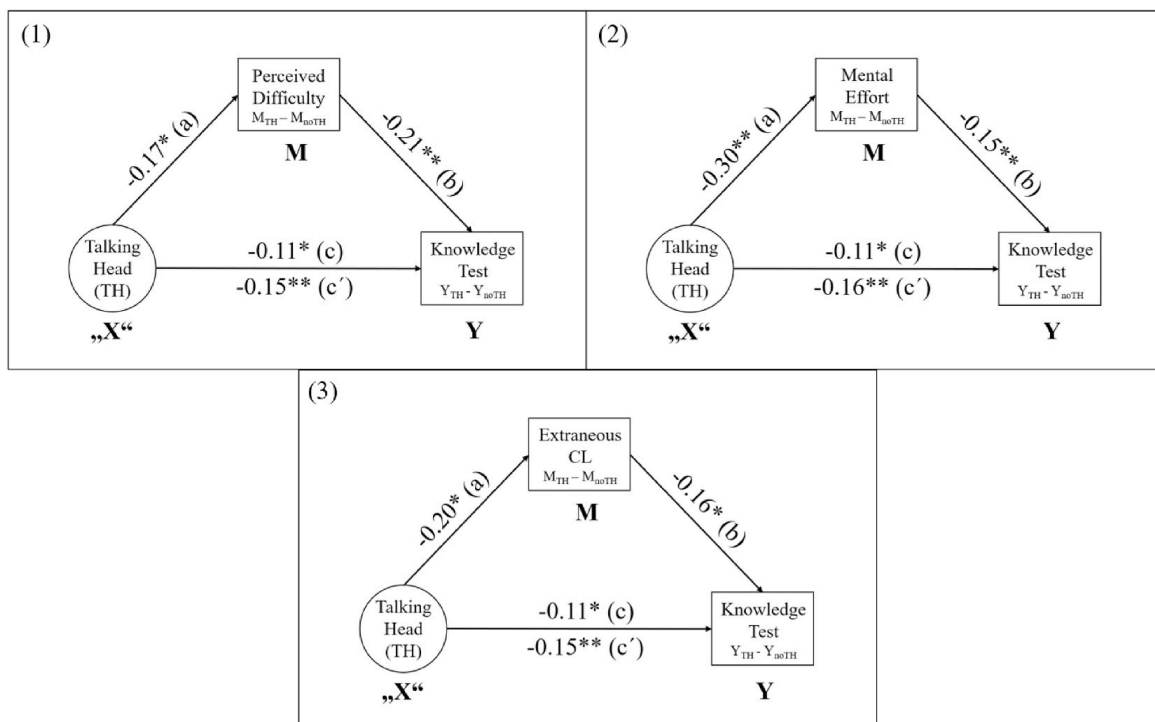 (1)
Perceived
Difficulty
M_TH – M_noTH
M
-0.17* (a)
-0.21** (b)
Talking
Head
(TH)
„X“
-0.11* (c)
-0.15** (c´)
Knowledge
Test
Y_TH - Y_noTH
Y
(2)
Mental
Effort
M_TH – M_noTH
M
-0.30** (a)
-0.15** (b)
Talking
Head
(TH)
„X“
-0.11* (c)
-0.16** (c´)
Knowledge
Test
Y_TH - Y_noTH
Y
(3)
Extraneous
CL
M_TH – M_noTH
M
-0.20* (a)
-0.16* (b)
Talking
Head
(TH)
„X“
-0.11* (c)
-0.15** (c´)
Knowledge
Test
Y_TH - Y_noTH
Y